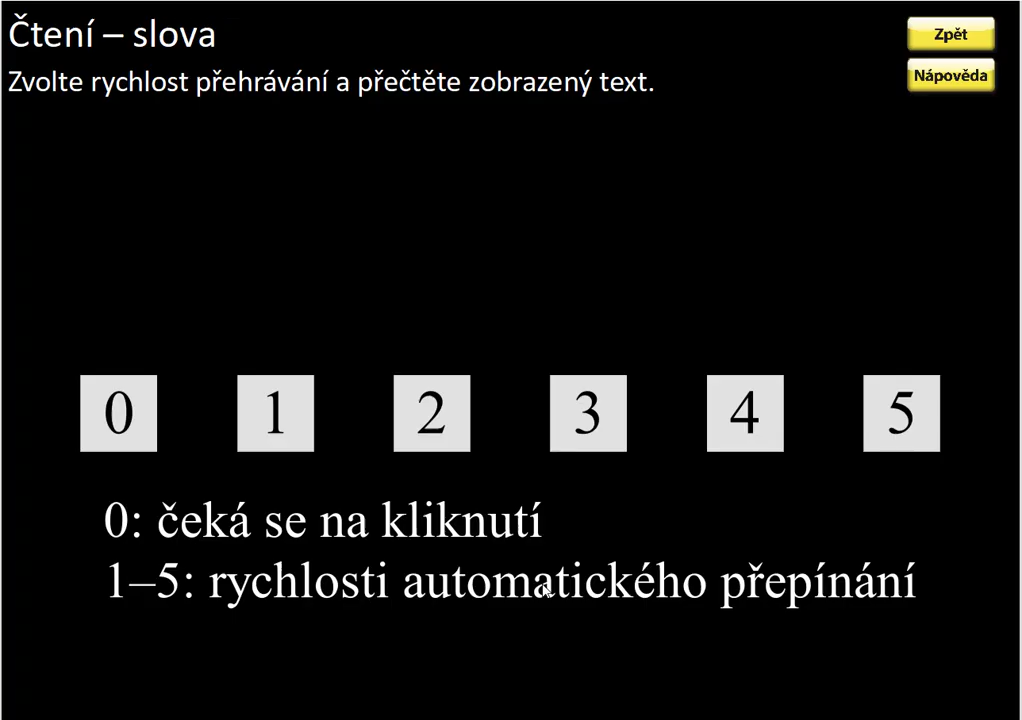 Čtení – slova
Zpět
Zvolte rychlost přehrávání a přečtěte zobrazený text.
Nápověda
0 1 2 3 4 5
0: čeká se na kliknutí
1–5: rychlosti automatického přepínání